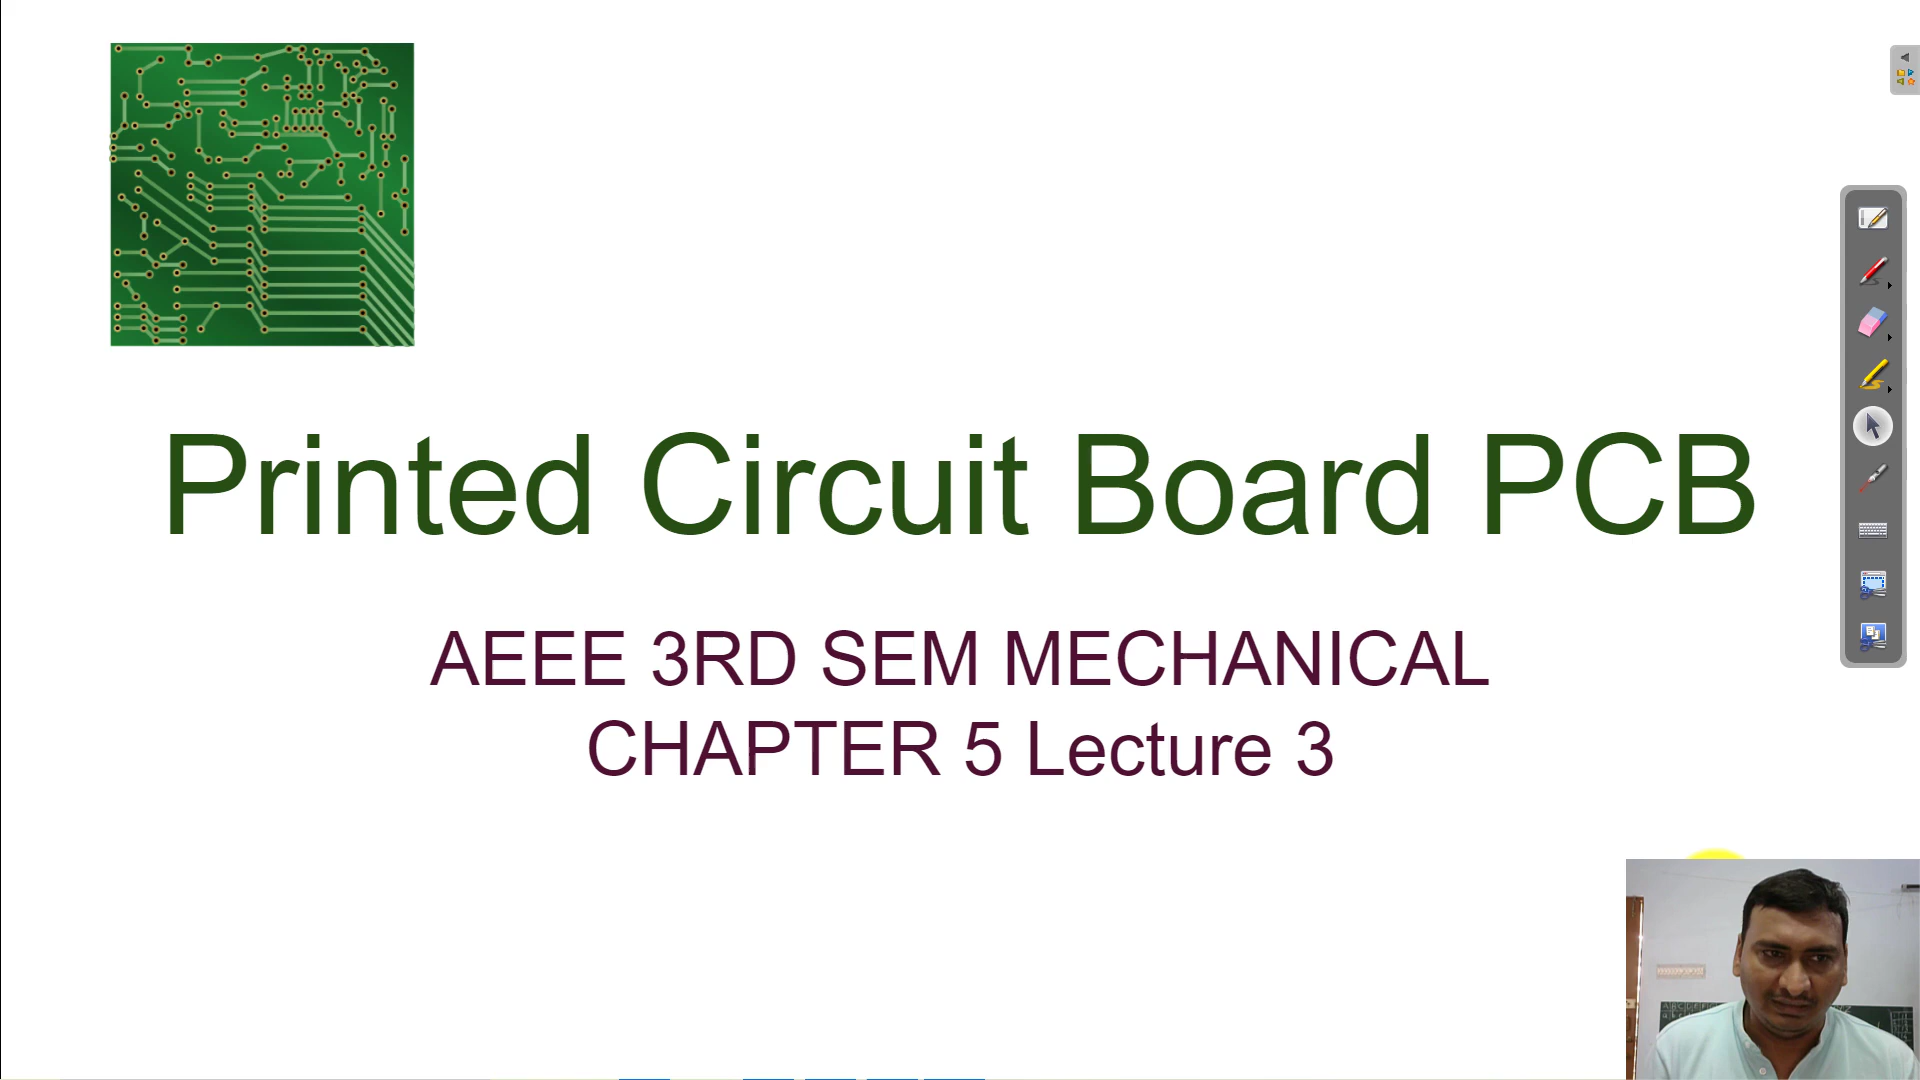 Printed Circuit Board PCB
AEEE 3RD SEM MECHANICAL
CHAPTER 5 Lecture 3